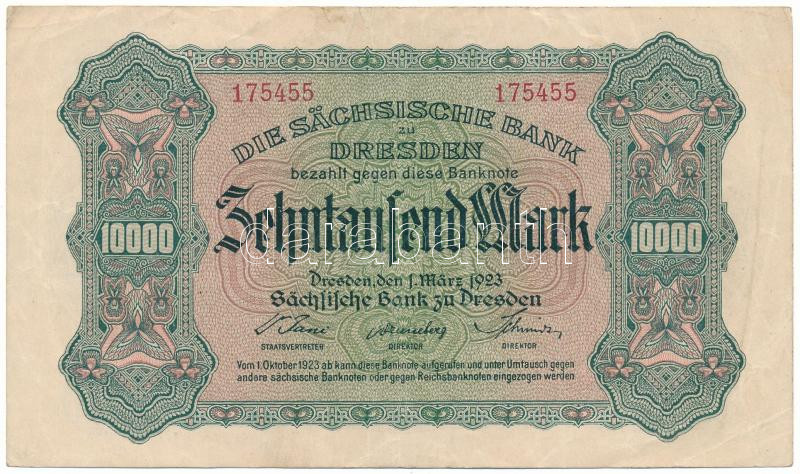 175455 175455
DIE SÄCHSISCHE BANK
zu
DRESDEN
bezahlt gegen diese Banknote
Zehntausend Mark
10000 10000
darabanth
Dresden, den 1. März 1923
Sächsische Bank zu Dresden
STAATSVERTRETER DIREKTOR DIREKTOR
Vom 1. Oktober 1923 ab kann diese Banknote aufgerufen und unter Umtausch gegen
andere sächsische Banknoten oder gegen Reichsbanknoten eingezogen werden